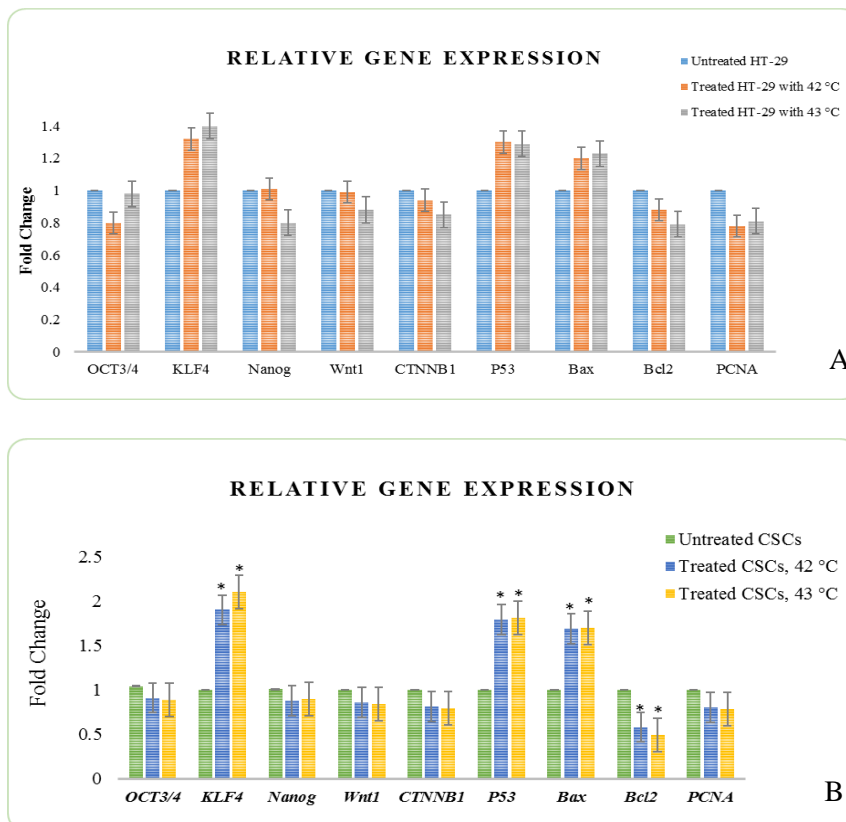 RELATIVE GENE EXPRESSION
Untreated HT-29
Treated HT-29 with 42 °C
Treated HT-29 with 43 °C
Fold Change
1.4
1.2
1
0.8
0.6
0.4
0.2
0
OCT3/4 KLF4 Nanog Wnt1 CTNNB1 P53 Bax Bcl2 PCNA
A
RELATIVE GENE EXPRESSION
Untreated CSCs
Treated CSCs, 42 °C
Treated CSCs, 43 °C
Fold Change
2.5
2
1.5
1
0.5
0
* *
* *
* *
* *
OCT3/4 KLF4 Nanog Wnt1 CTNNB1 P53 Bax Bcl2 PCNA
B